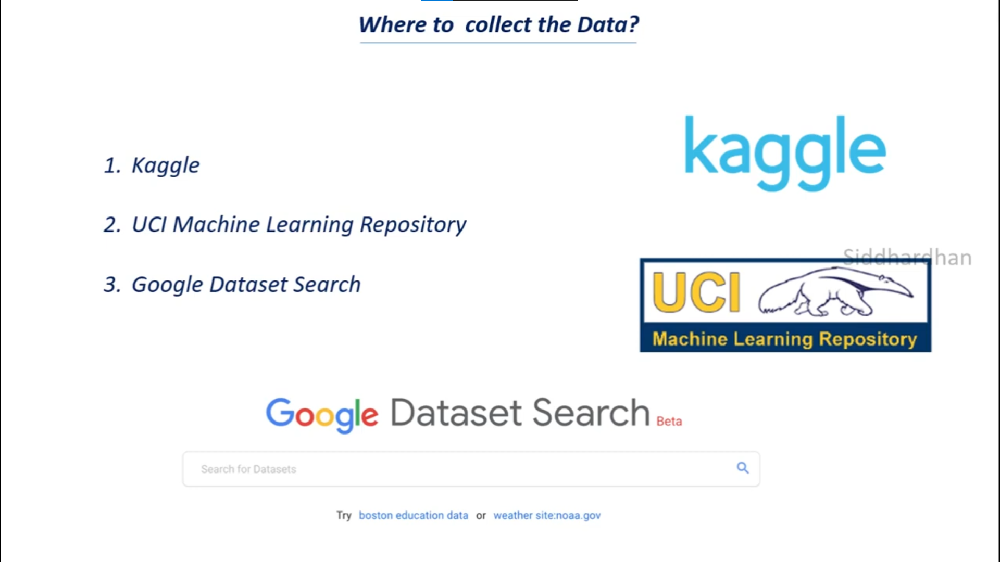 Where to collect the Data?
1. Kaggle
2. UCI Machine Learning Repository
3. Google Dataset Search
kaggle
Siddhardhan
UCI
Machine Learning Repository
Google Dataset Search Beta
Search for Datasets
Try boston education data or weather site:noaa.gov